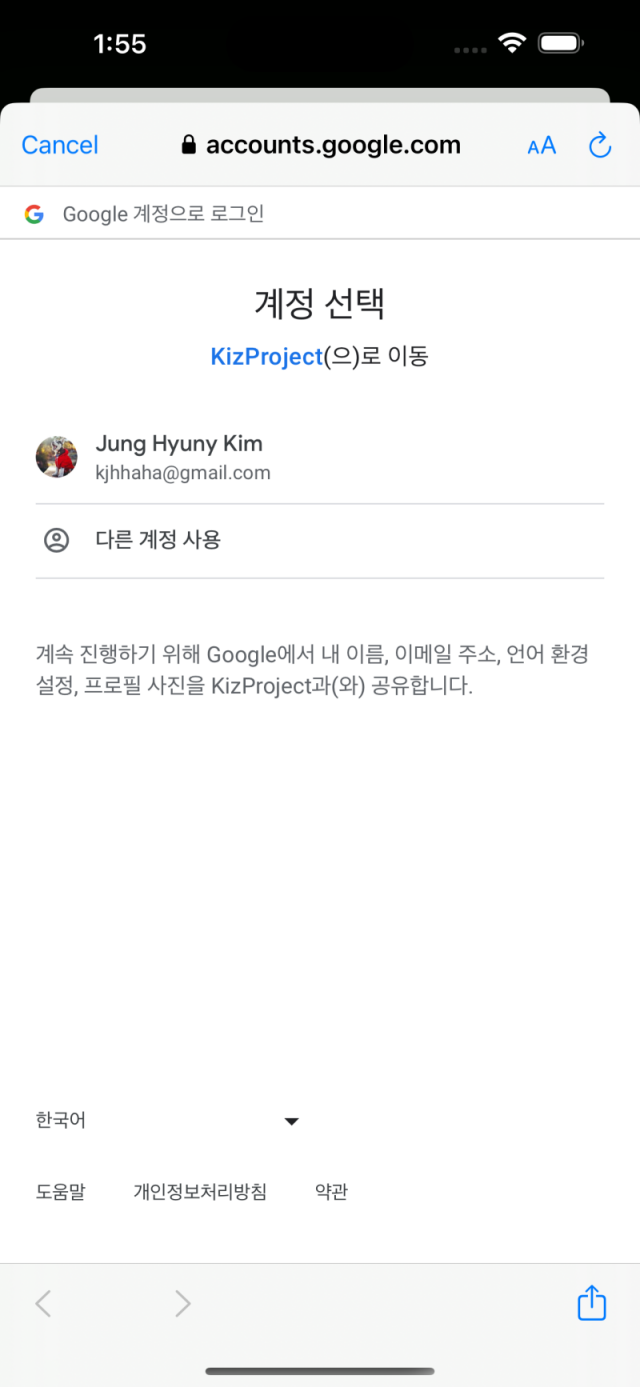 1:55
Cancel
accounts.google.com
AA
Google 계정으로 로그인
계정 선택
KizProject(으)로 이동
Jung Hyuny Kim
kjhhaha@gmail.com
다른 계정 사용
계속 진행하기 위해 Google에서 내 이름, 이메일 주소, 언어 환경
설정, 프로필 사진을 KizProject과(와) 공유합니다.
한국어
도움말 개인정보처리방침 약관